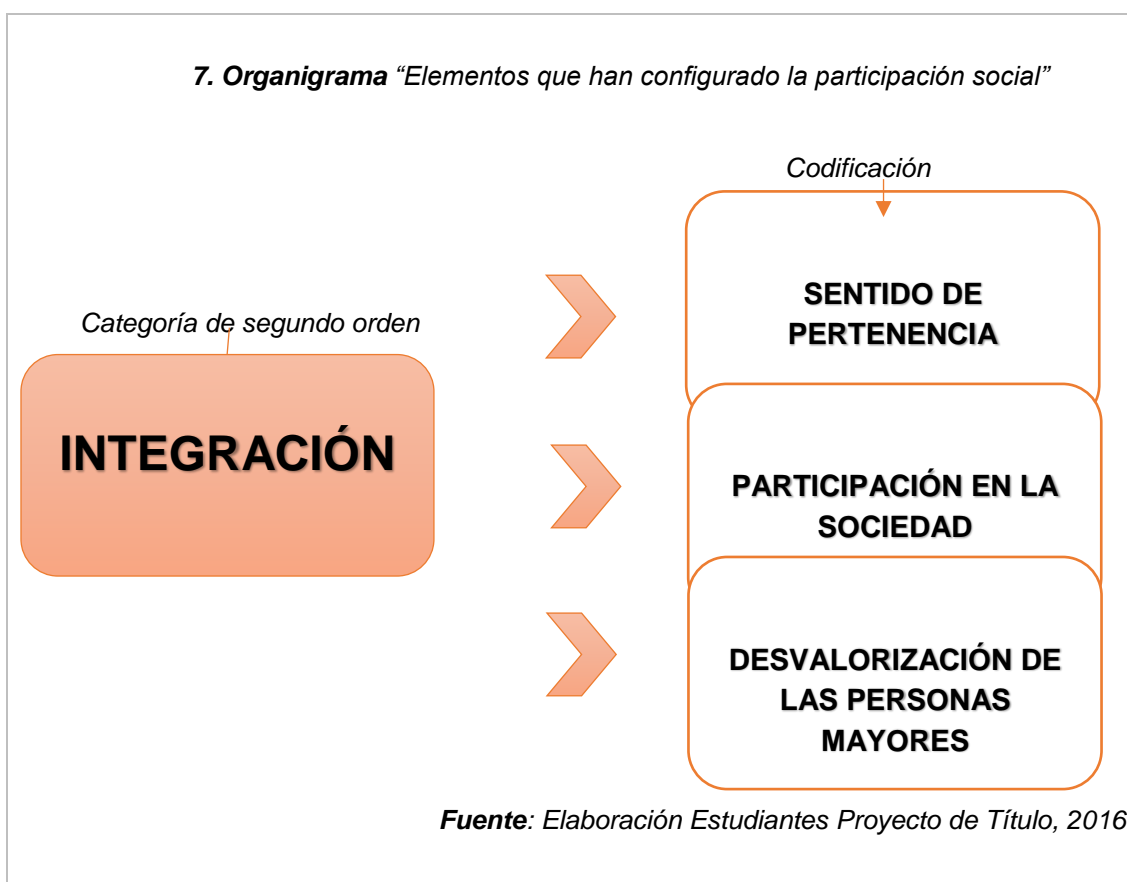 7. Organigrama “Elementos que han configurado la participación social”
Codificación
Categoría de segundo orden
INTEGRACIÓN
SENTIDO DE
PERTENENCIA
PARTICIPACIÓN EN LA
SOCIEDAD
DESVALORIZACIÓN DE
LAS PERSONAS
MAYORES
Fuente: Elaboración Estudiantes Proyecto de Título, 2016